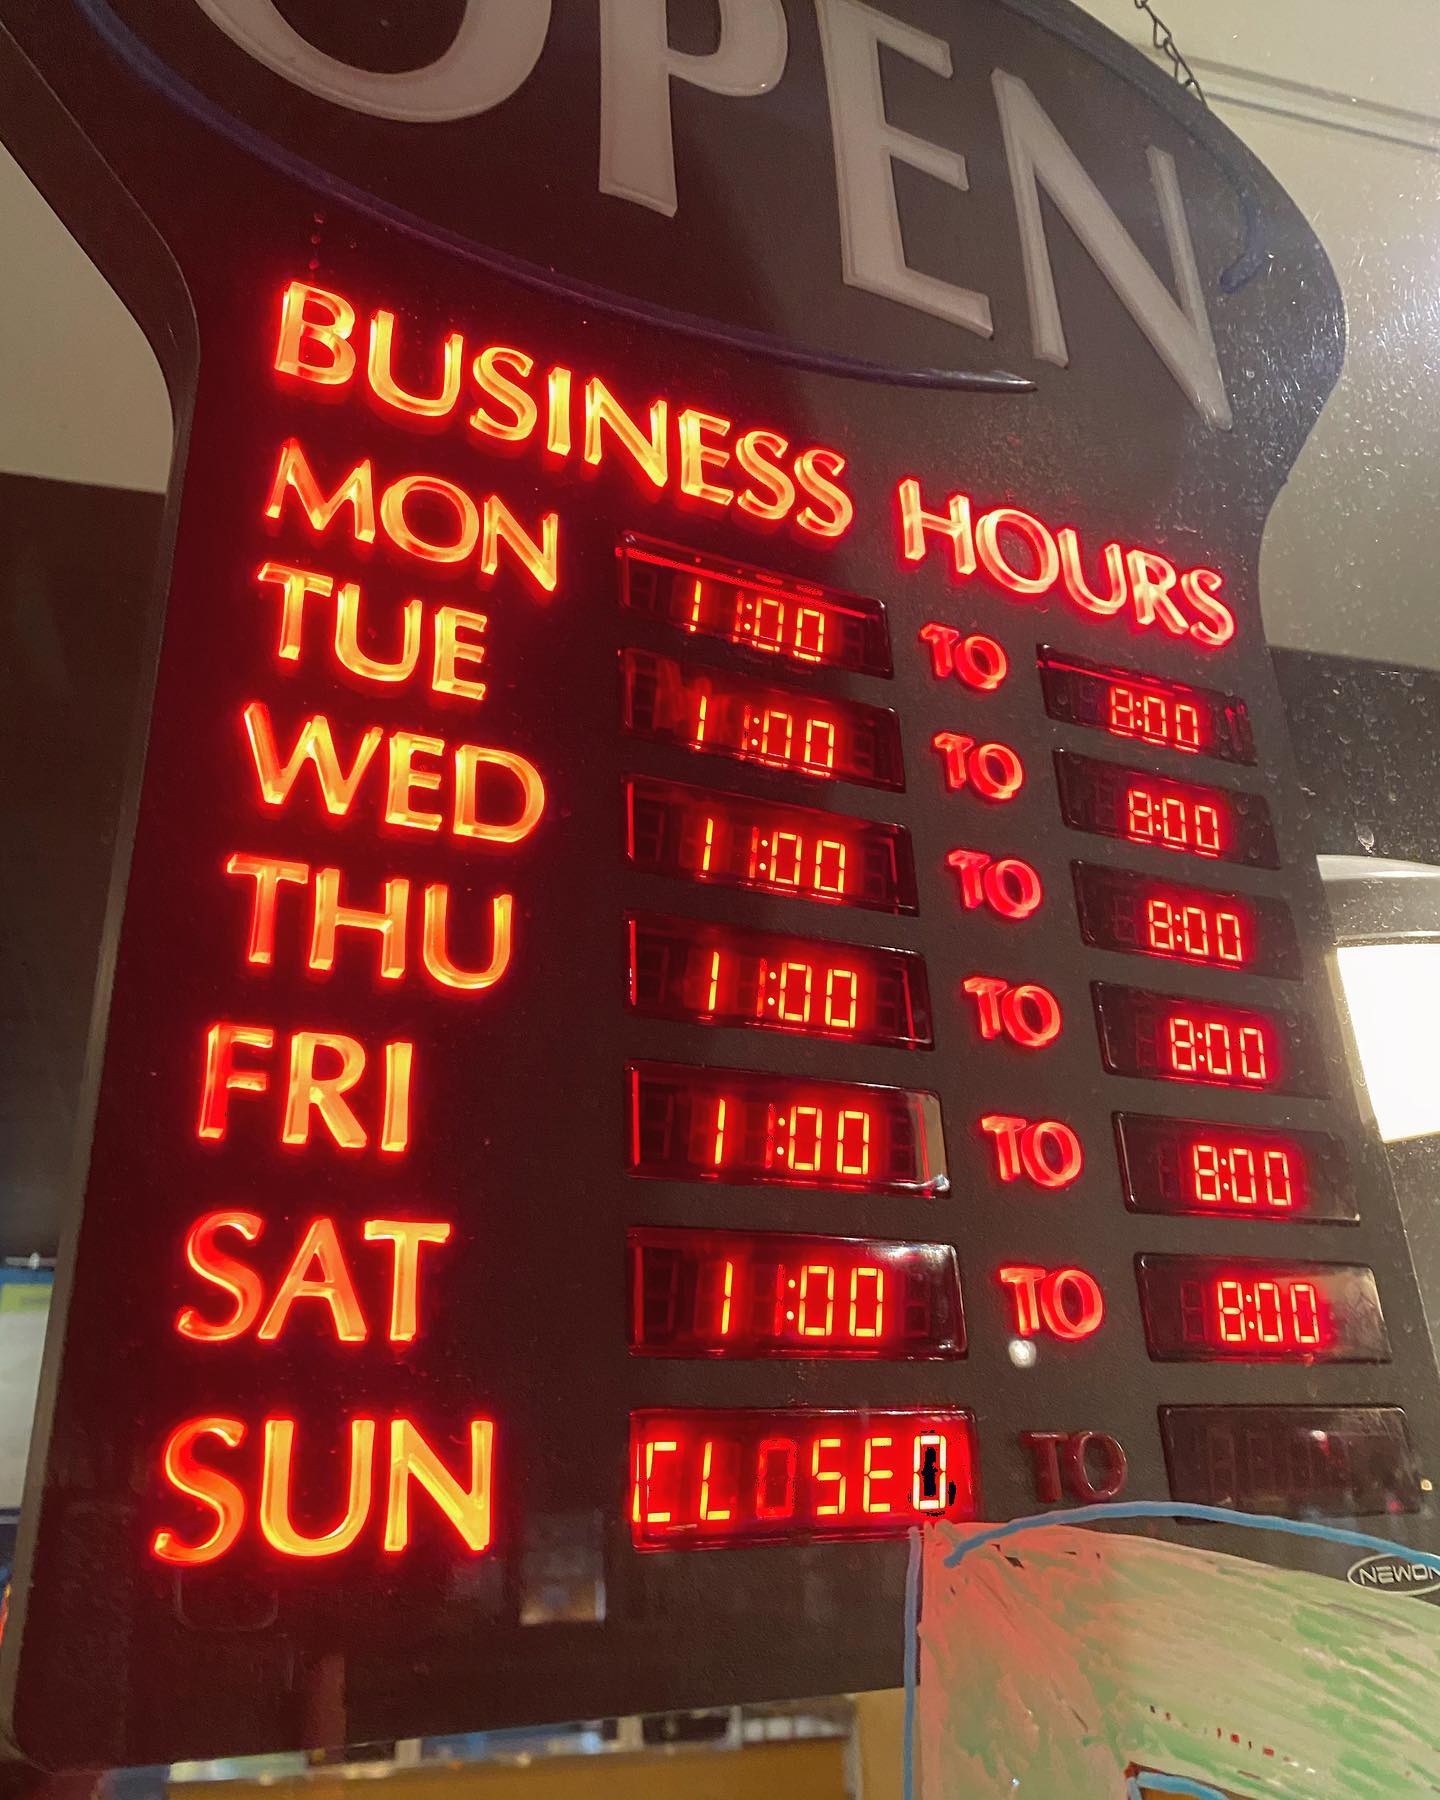 OPEN
BUSINESS HOURS
MON 11:00 TO 8:00
TUE 11:00 TO 8:00
WED 11:00 TO 8:00
THU 11:00 TO 8:00
FRI 11:00 TO 8:00
SAT 11:00 TO 8:00
SUN CLOSED TO
NEWON